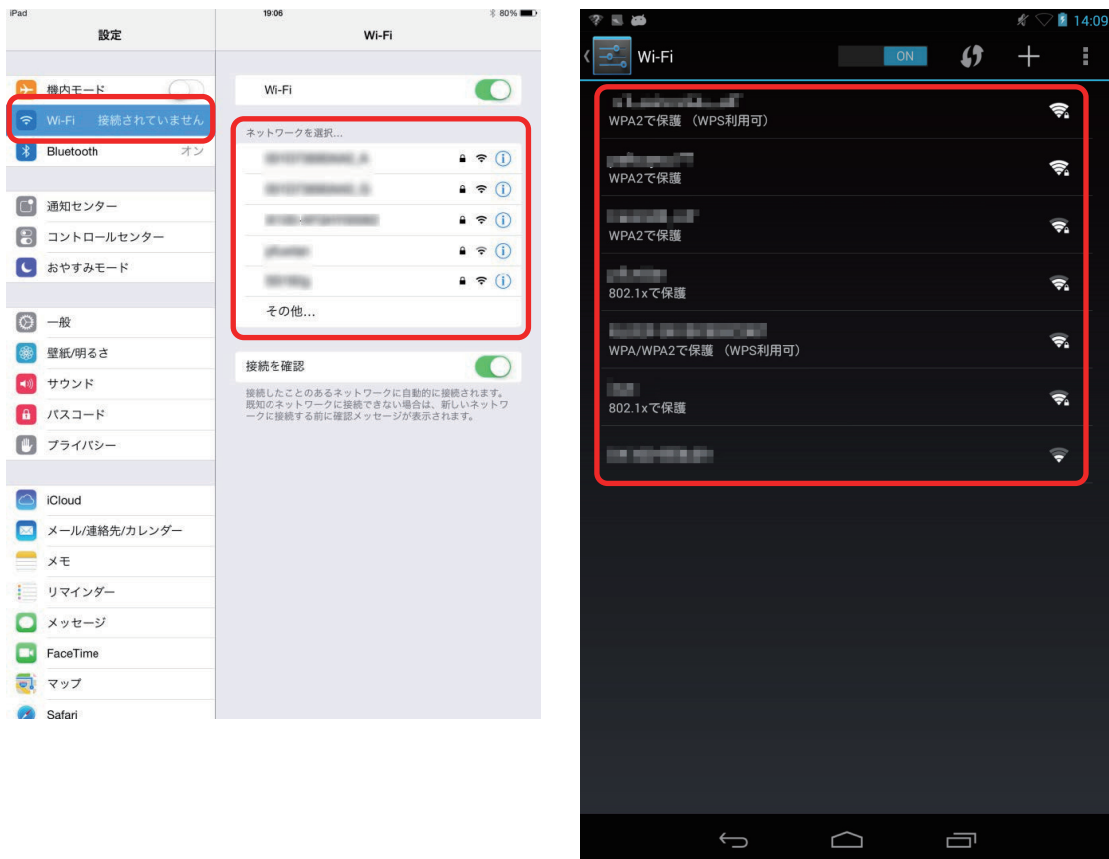 iPad
19:06
80%
設定
機内モード
Wi-Fi 接続されていません
Bluetooth オン
通知センター
コントロールセンター
おやすみモード
一般
壁紙/明るさ
サウンド
パスコード
プライバシー
iCloud
メール/連絡先/カレンダー
メモ
リマインダー
メッセージ
FaceTime
マップ
Safari
Wi-Fi
Wi-Fi
ネットワークを選択...
その他...
接続を確認
接続したことのあるネットワークに自動的に接続されます。
既知のネットワークに接続できない場合は、新しいネットワ
ークに接続する前に確認メッセージが表示されます。
14:09
Wi-Fi
ON
WPA2で保護 （WPS利用可）
WPA2で保護
WPA2で保護
802.1xで保護
WPA/WPA2で保護 （WPS利用可）
802.1xで保護